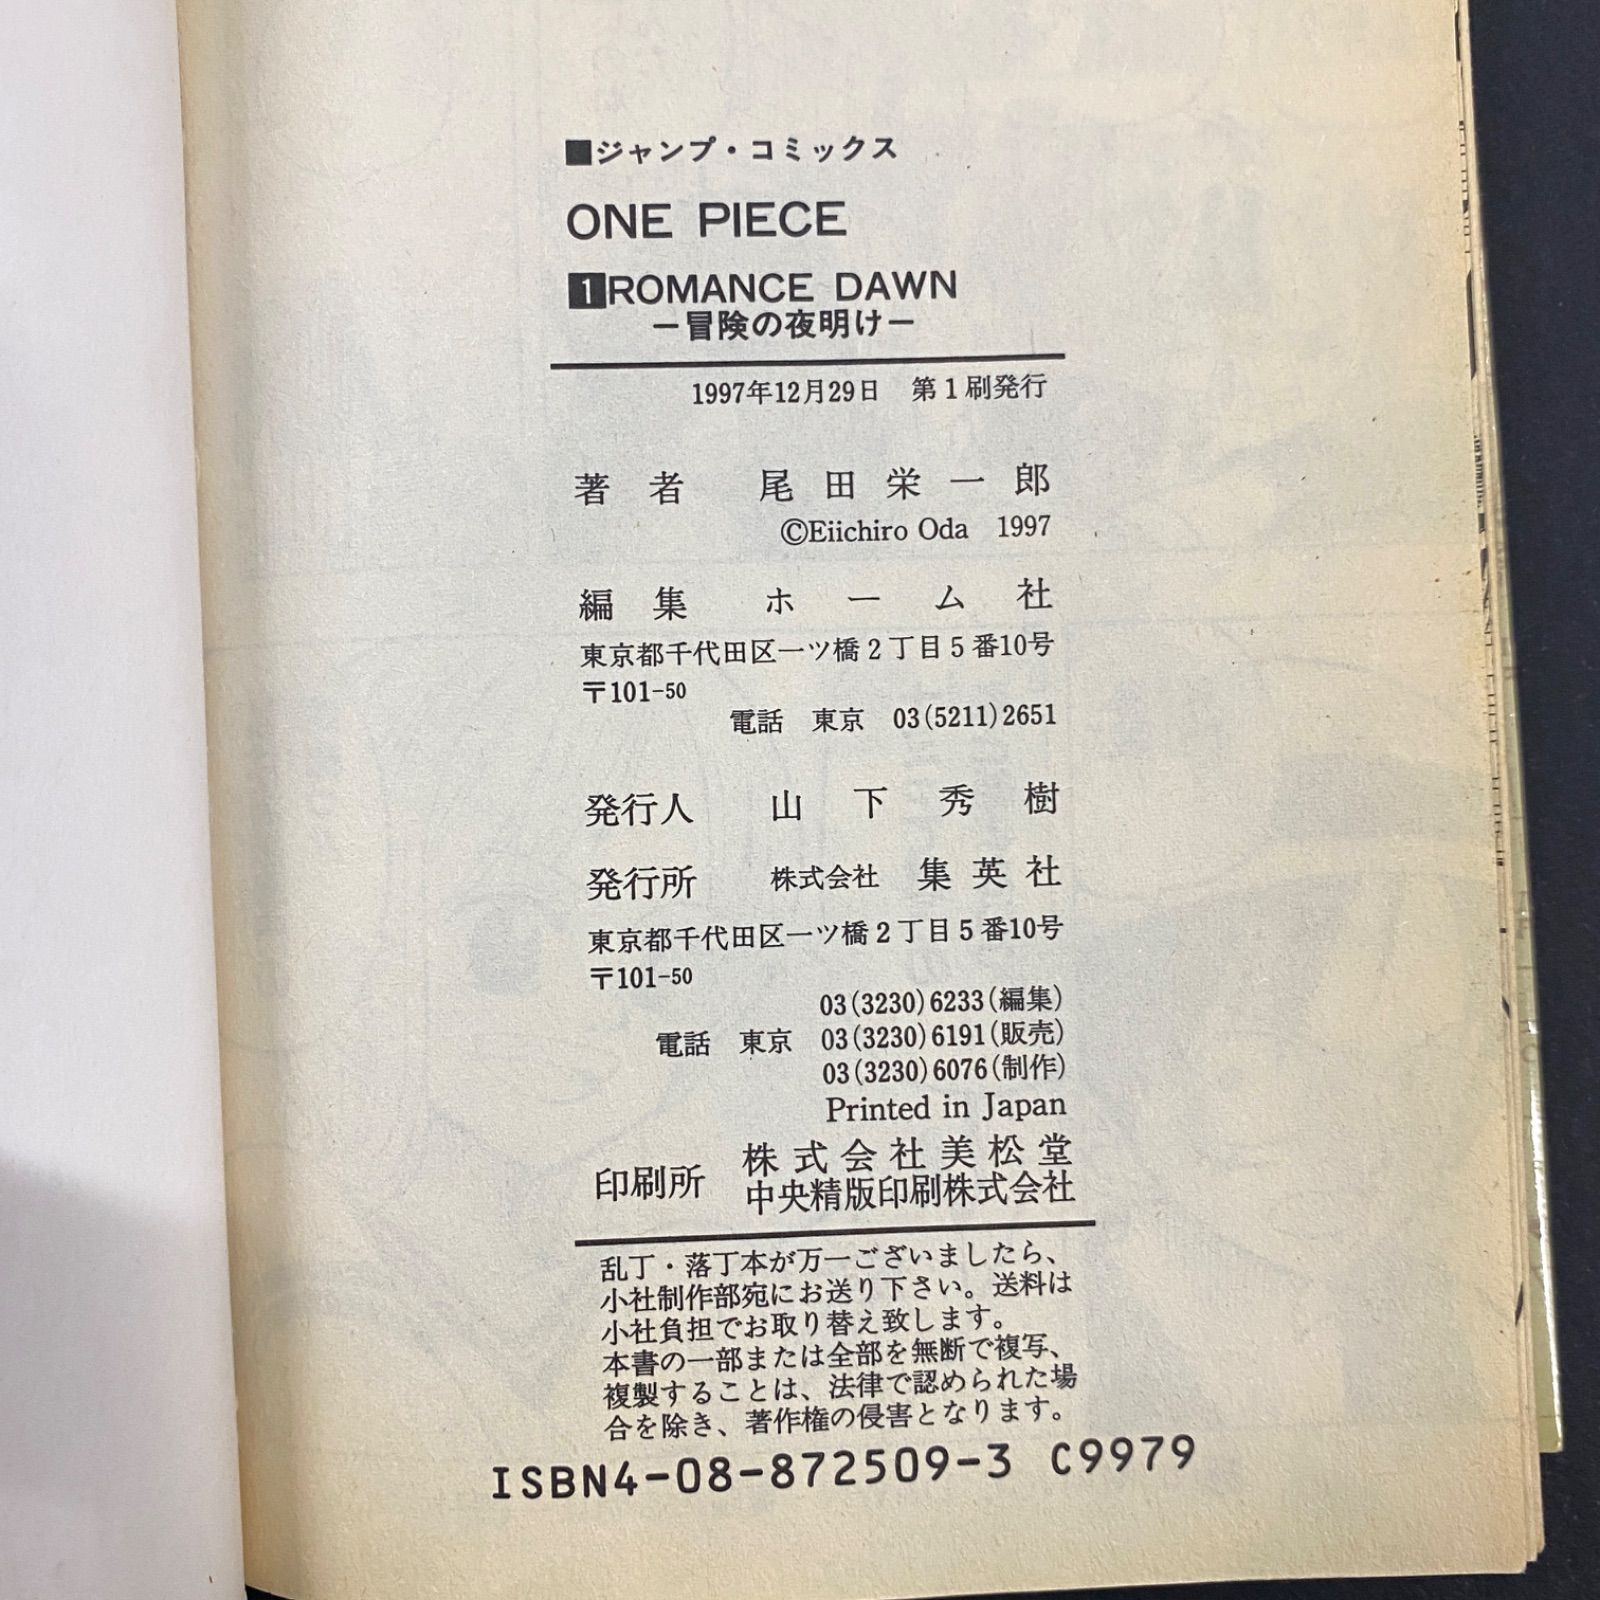 ■ジャンプ・コミックス
ONE PIECE
1 ROMANCE DAWN
―冒険の夜明け―
1997年12月29日 第1刷発行
著者 尾田栄一郎
©Eiichiro Oda 1997
編集 ホーム社
東京都千代田区一ツ橋2丁目5番10号
〒101-50
電話 東京 03(5211)2651
発行人 山下秀樹
発行所 株式会社 集英社
東京都千代田区一ツ橋2丁目5番10号
〒101-50
03(3230)6233(編集)
電話 東京 03(3230)6191(販売)
03(3230)6076(制作)
Printed in Japan
印刷所 株式会社美松堂
中央精版印刷株式会社
乱丁・落丁本が万一ございましたら、
小社制作部宛にお送り下さい。送料は
小社負担でお取り替え致します。
本書の一部または全部を無断で複写、
複製することは、法律で認められた場
合を除き、著作権の侵害となります。
ISBN4-08-872509-3 C9979